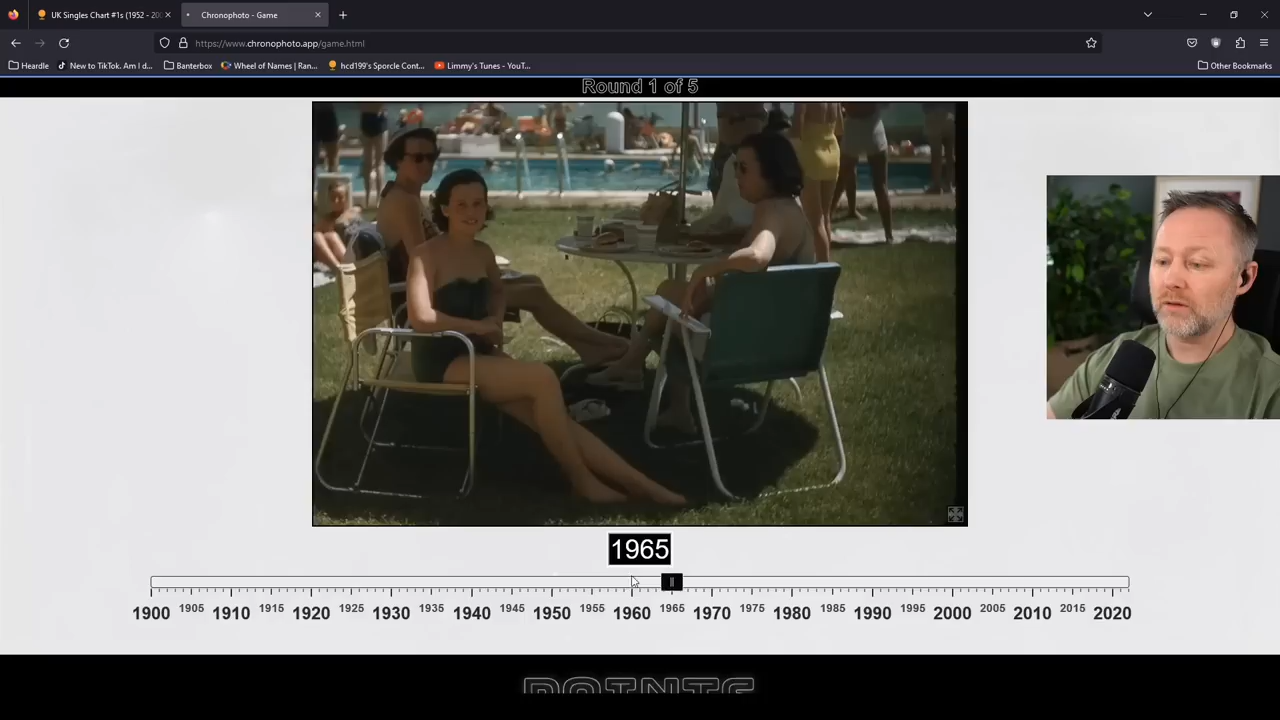 UK Singles Chart #1s (1952 - 200
Chronophoto - Game
https://www.chronophoto.app/game.html
Heardle
New to TikTok. Am I d...
Banterbox
Wheel of Names | Ran...
hcd199's Sporcle Cont...
Limmy's Tunes - YouT...
Other Bookmarks
Round 1 of 5
1965
1900 1905 1910 1915 1920 1925 1930 1935 1940 1945 1950 1955 1960 1965 1970 1975 1980 1985 1990 1995 2000 2005 2010 2015 2020